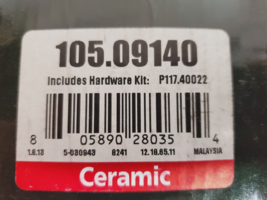 105.09140
Includes Hardware Kit: P117.40022
8 05890 28035 4
1.6.13 5-030943 8241 12.16.65.11 MALAYSIA
Ceramic